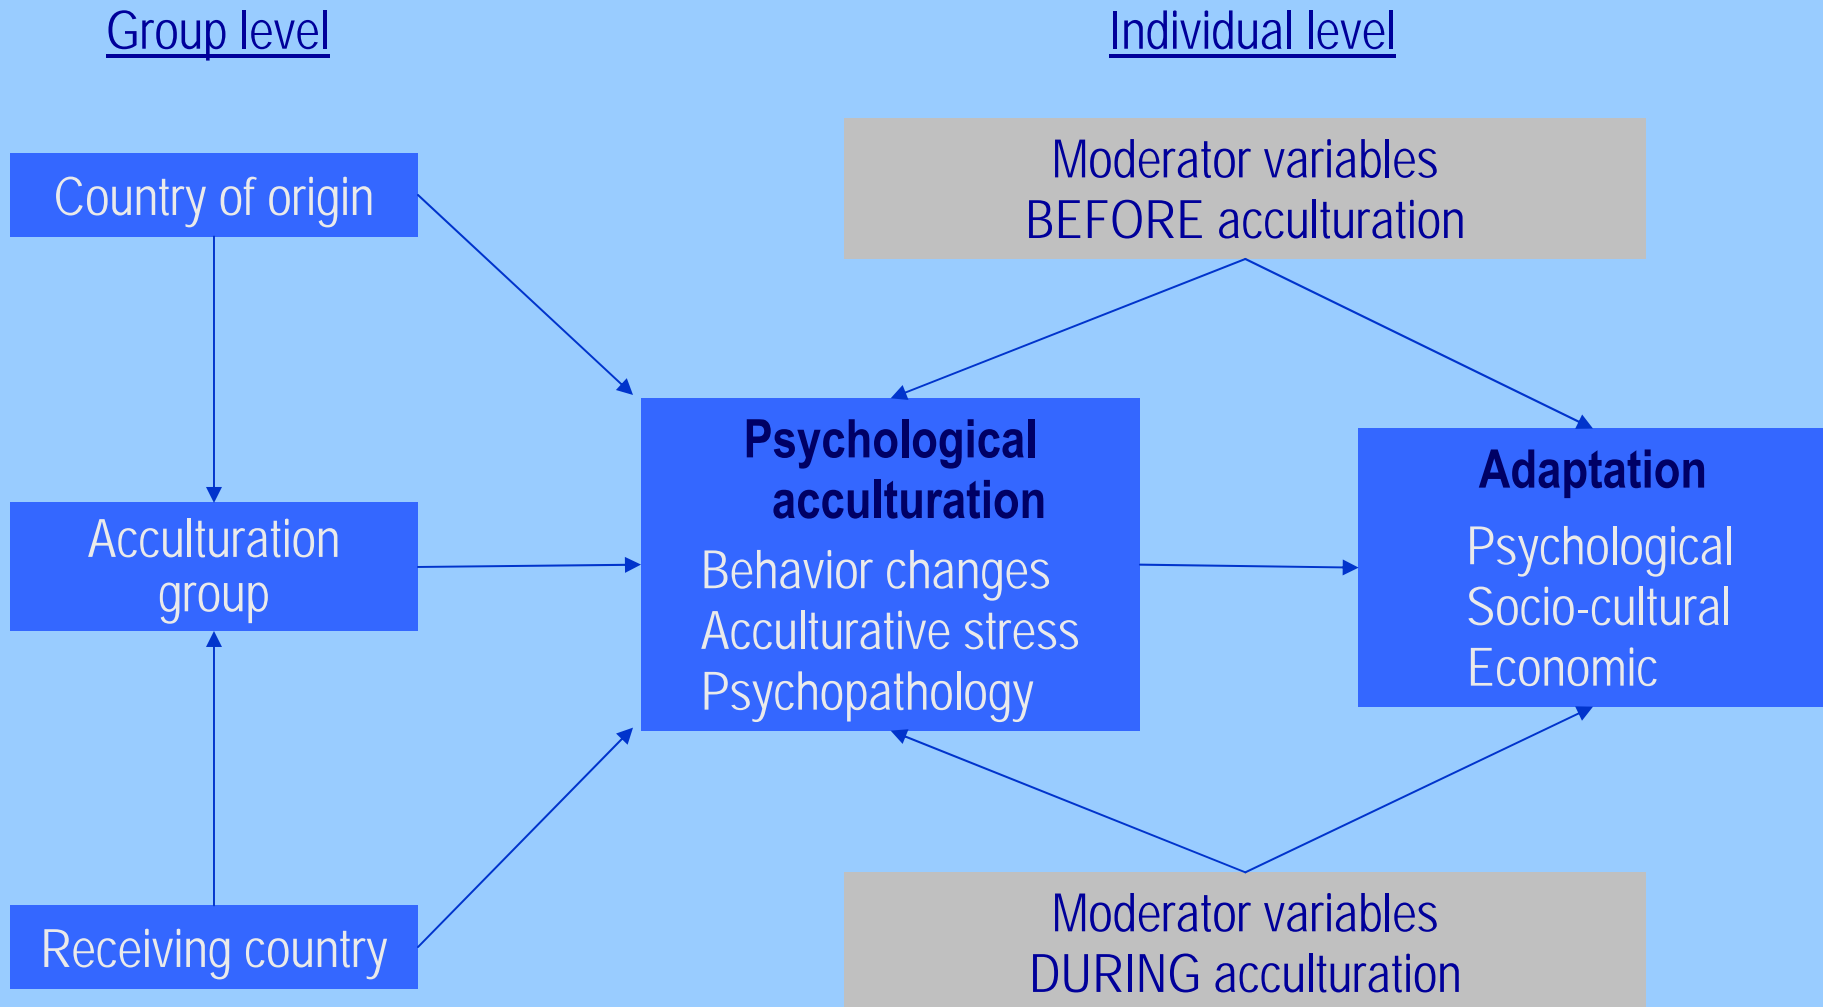 Group level
Individual level
Country of origin
Moderator variables
BEFORE acculturation
Psychological
acculturation
Behavior changes
Acculturative stress
Psychopathology
Adaptation
Psychological
Socio-cultural
Economic
Acculturation
group
Receiving country
Moderator variables
DURING acculturation